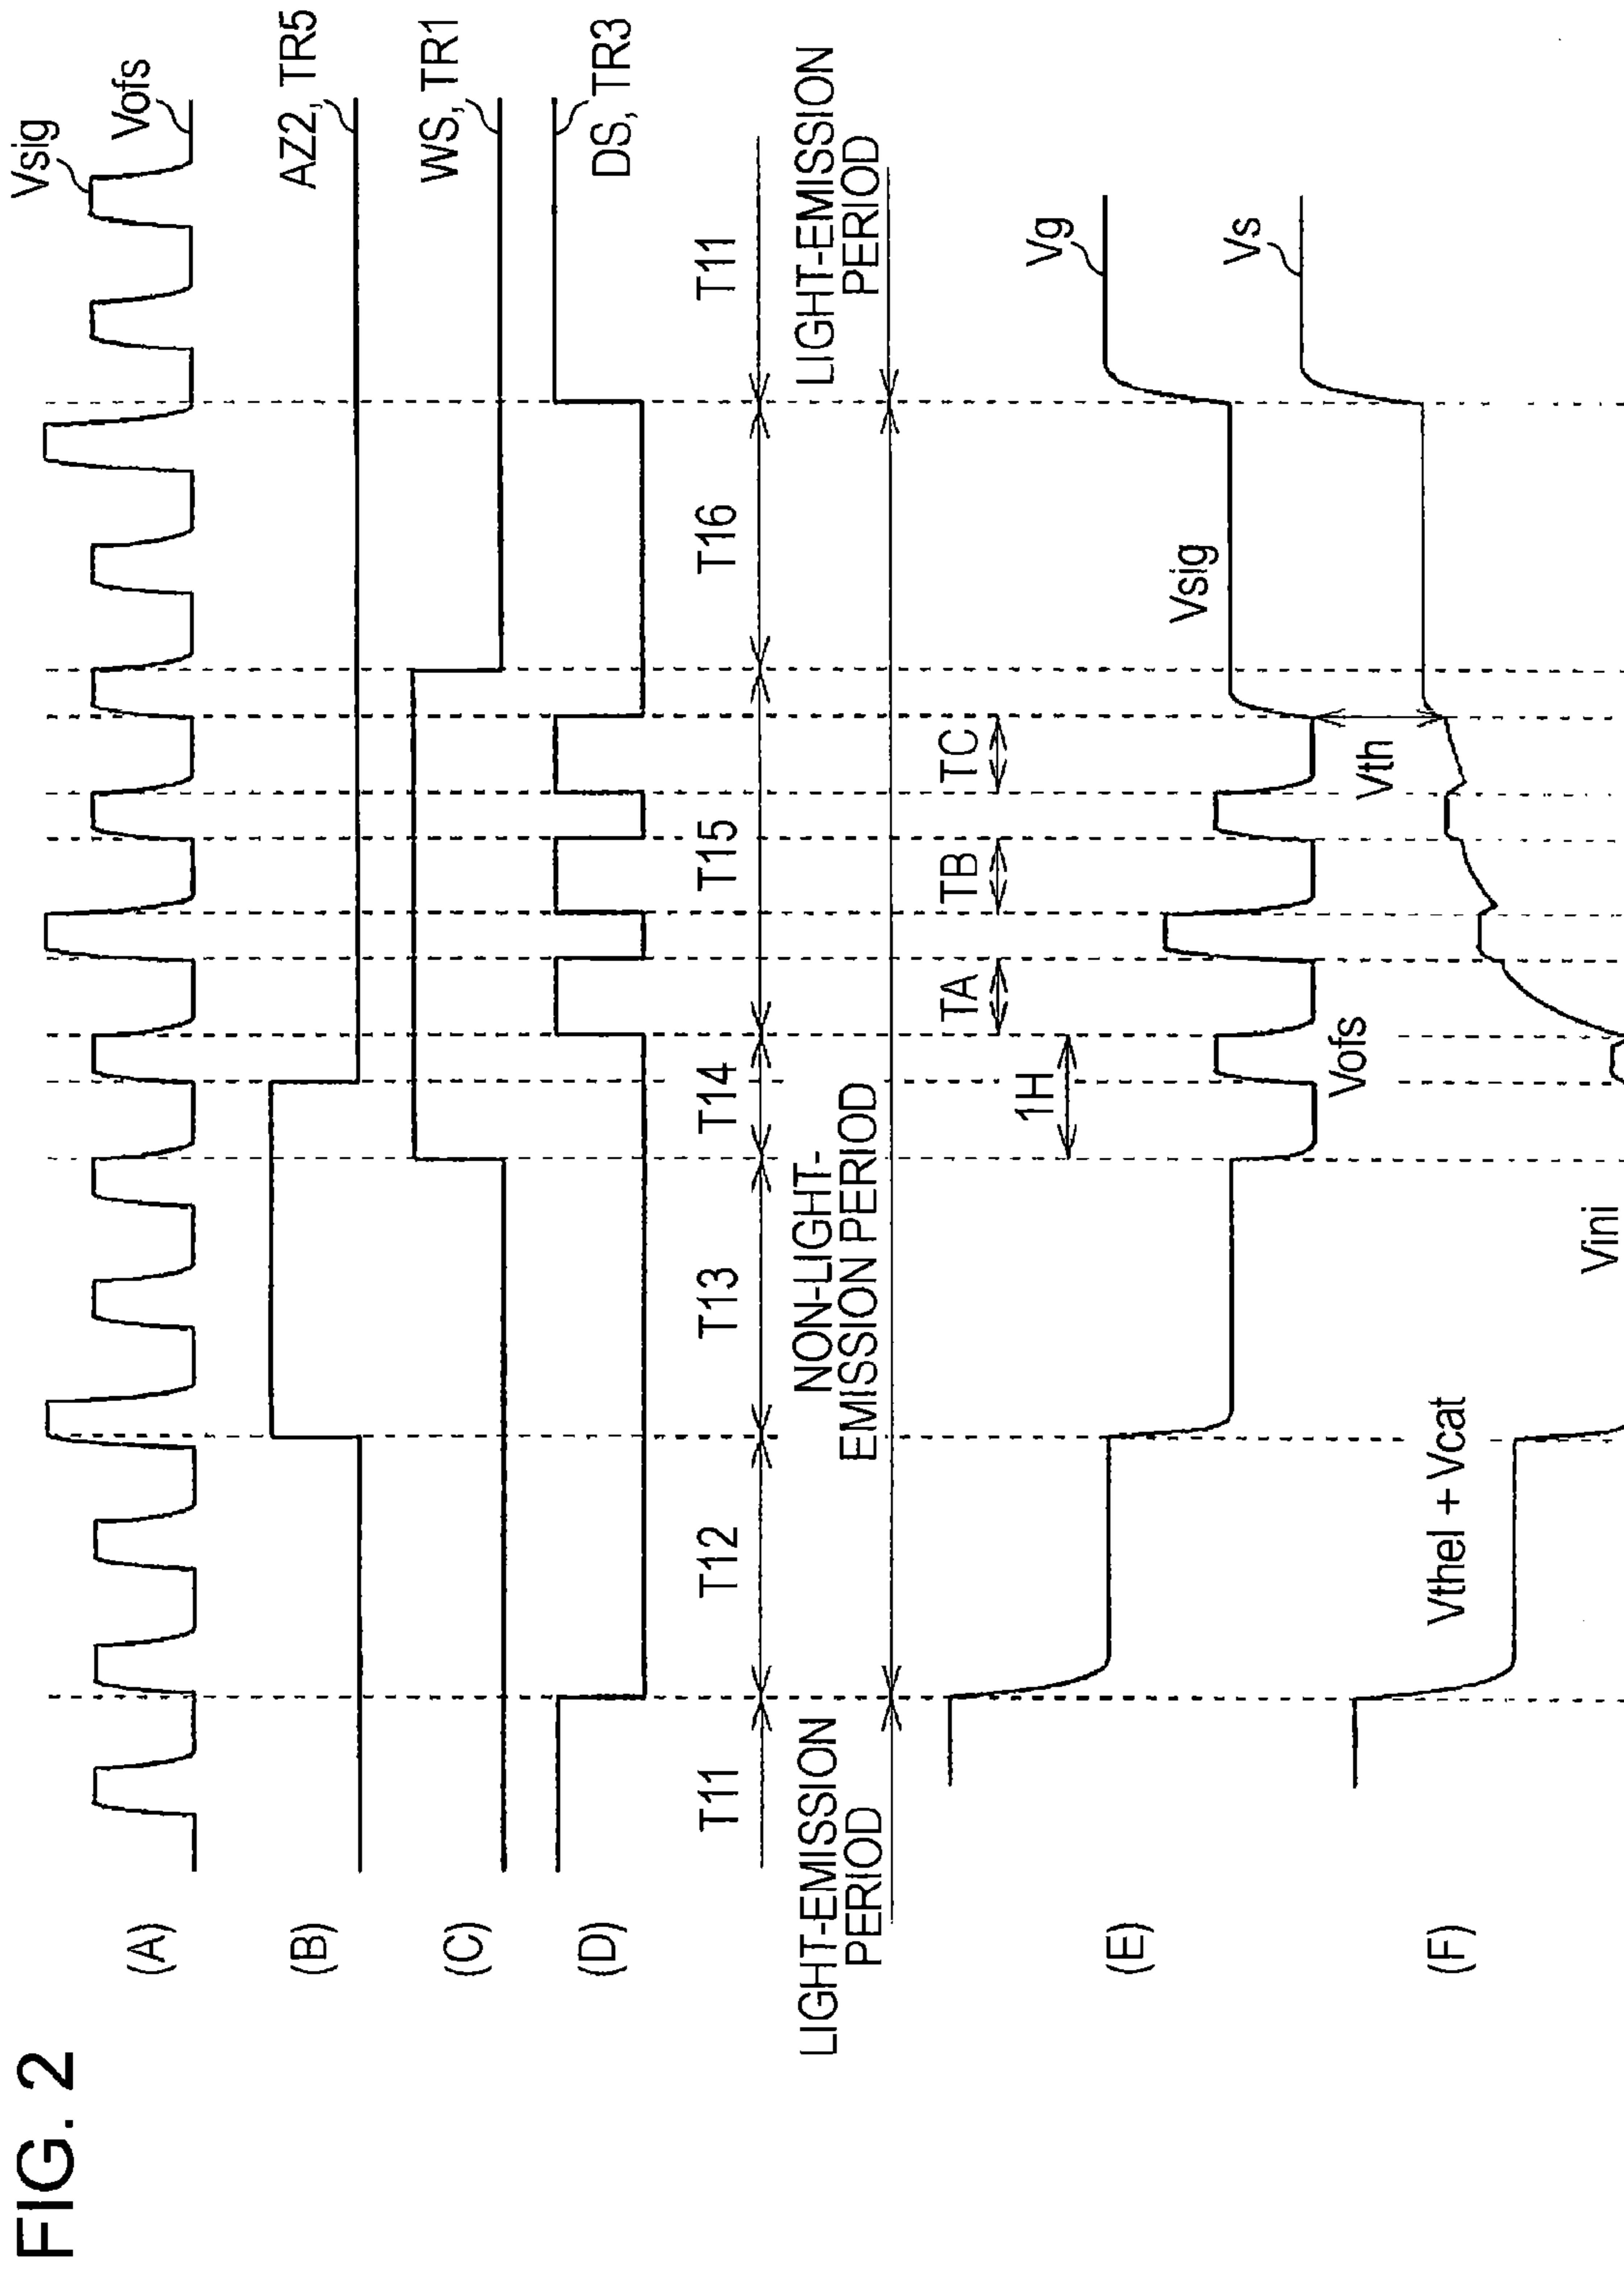 FIG. 2
(A)
Vsig
Vofs
(B)
AZ2, TR5
(C)
WS, TR1
(D)
DS, TR3
T11
T12
T13
T14
T15
T16
T11
LIGHT-EMISSION
PERIOD
NON-LIGHT-
EMISSION PERIOD
LIGHT-EMISSION
PERIOD
TA
TB
TC
1H
(E)
Vofs
Vsig
Vg
(F)
Vthel + Vcat
Vini
Vth
Vs